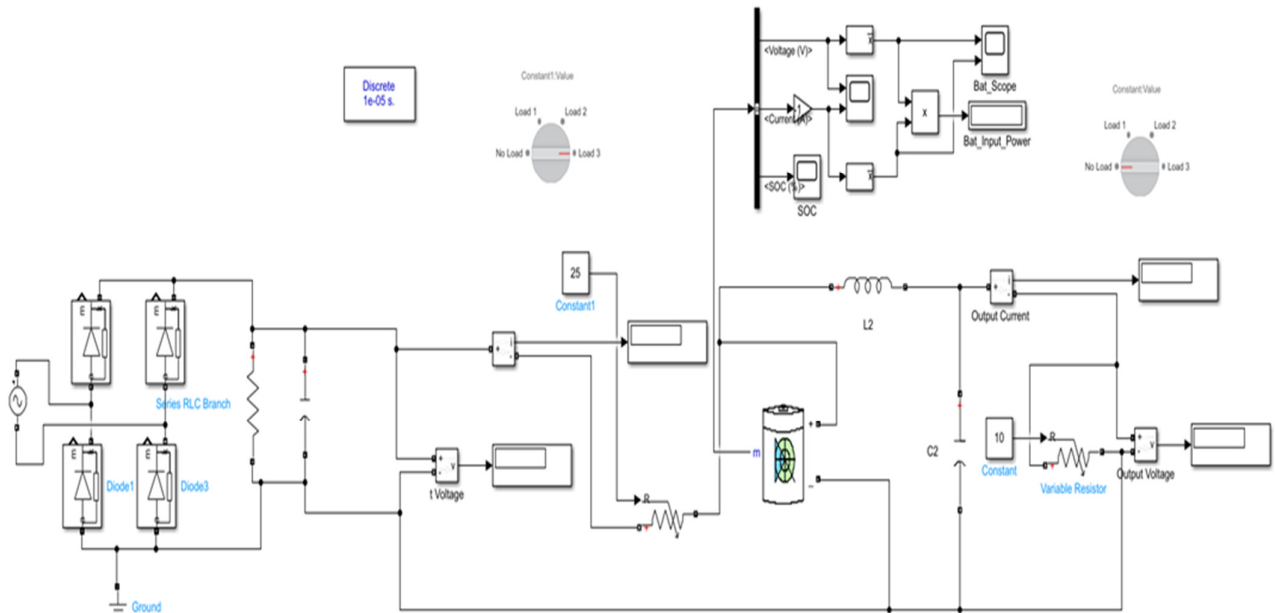 <Voltage (V)>
Bat_Scope
Constant1:Value
Discrete
1e-05 s.
Load 1
Load 2
No Load
Load 3
-1
<Current (A)>
x
Bat_Input_Power
<SOC (%)>
SOC
Constant:Value
Load 1
Load 2
No Load
Load 3
25
Constant1
+
i
-
L2
+
i
-
Output Current
E
E
C
C
Series RLC Branch
E
E
C
C
Diode1
Diode3
+
v
-
t Voltage
R
m
+
-
C2
10
Constant
R
Variable Resistor
+
v
-
Output Voltage
Ground